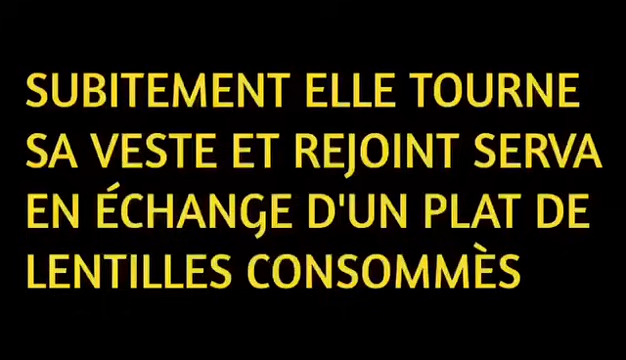 SUBITEMENT ELLE TOURNE
SA VESTE ET REJOINT SERVA
EN ÉCHANGE D'UN PLAT DE
LENTILLES CONSOMMÈS